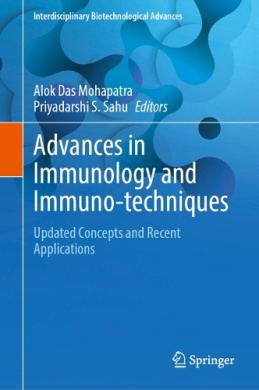 Interdisciplinary Biotechnological Advances
Alok Das Mohapatra
Priyadarshi S. Sahu Editors
Advances in
Immunology and
Immuno-techniques
Updated Concepts and Recent
Applications
Springer